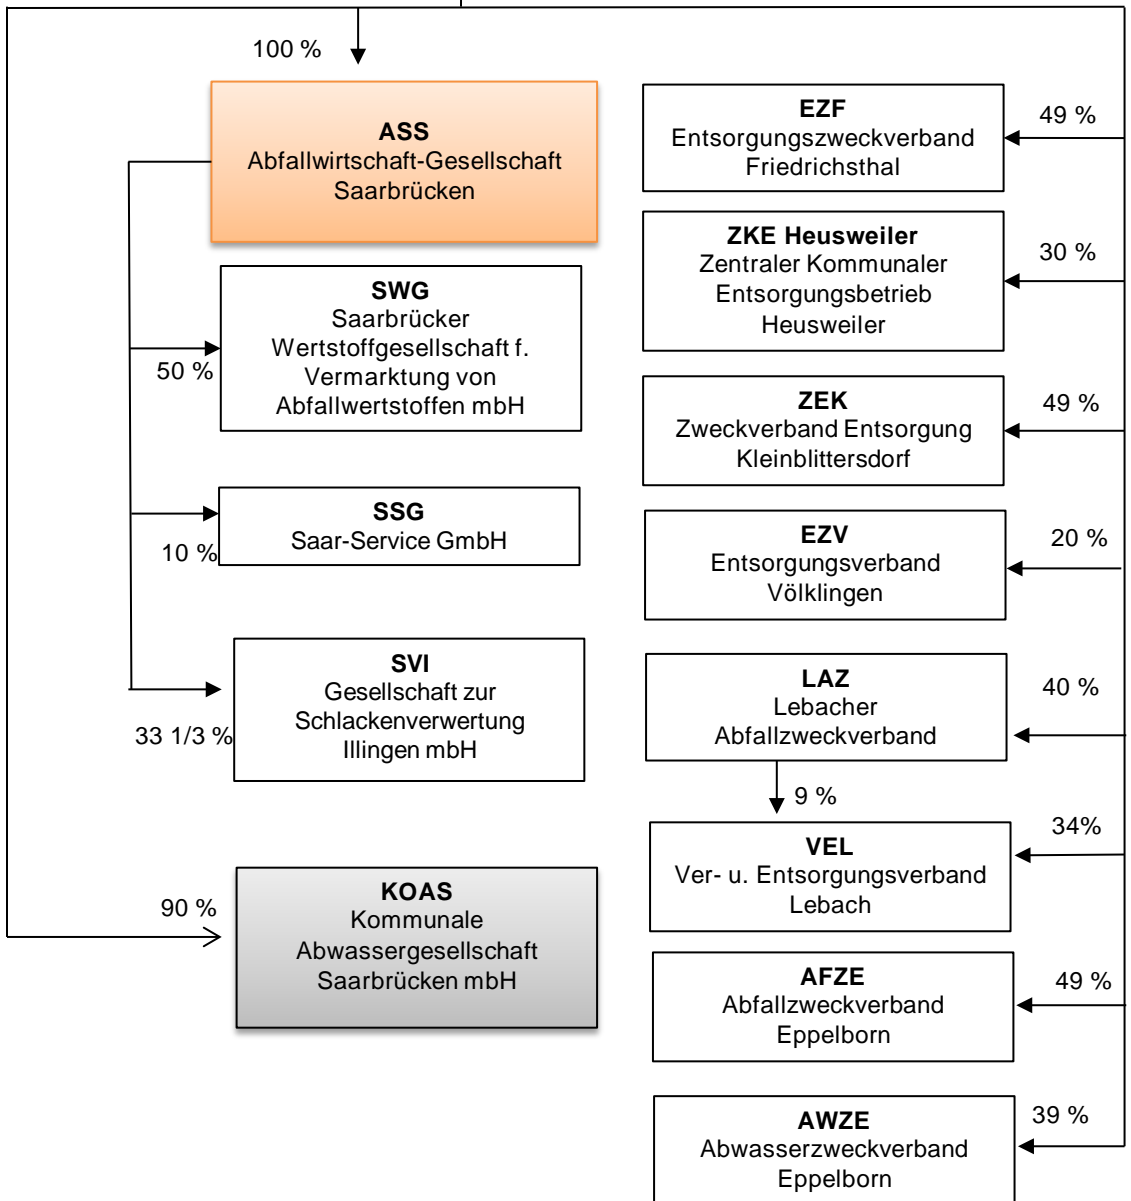 100 %
ASS
Abfallwirtschaft-Gesellschaft
Saarbrücken
50 %
SWG
Saarbrücker
Wertstoffgesellschaft f.
Vermarktung von
Abfallwertstoffen mbH
10 %
SSG
Saar-Service GmbH
33 1/3 %
SVI
Gesellschaft zur
Schlackenverwertung
Illingen mbH
90 %
KOAS
Kommunale
Abwassergesellschaft
Saarbrücken mbH
EZF
Entsorgungszweckverband
Friedrichsthal
49 %
ZKE Heusweiler
Zentraler Kommunaler
Entsorgungsbetrieb
Heusweiler
30 %
ZEK
Zweckverband Entsorgung
Kleinblittersdorf
49 %
EZV
Entsorgungsverband
Völklingen
20 %
LAZ
Lebacher
Abfallzweckverband
40 %
9 %
VEL
Ver- u. Entsorgungsverband
Lebach
34%
AFZE
Abfallzweckverband
Eppelborn
49 %
AWZE
Abwasserzweckverband
Eppelborn
39 %